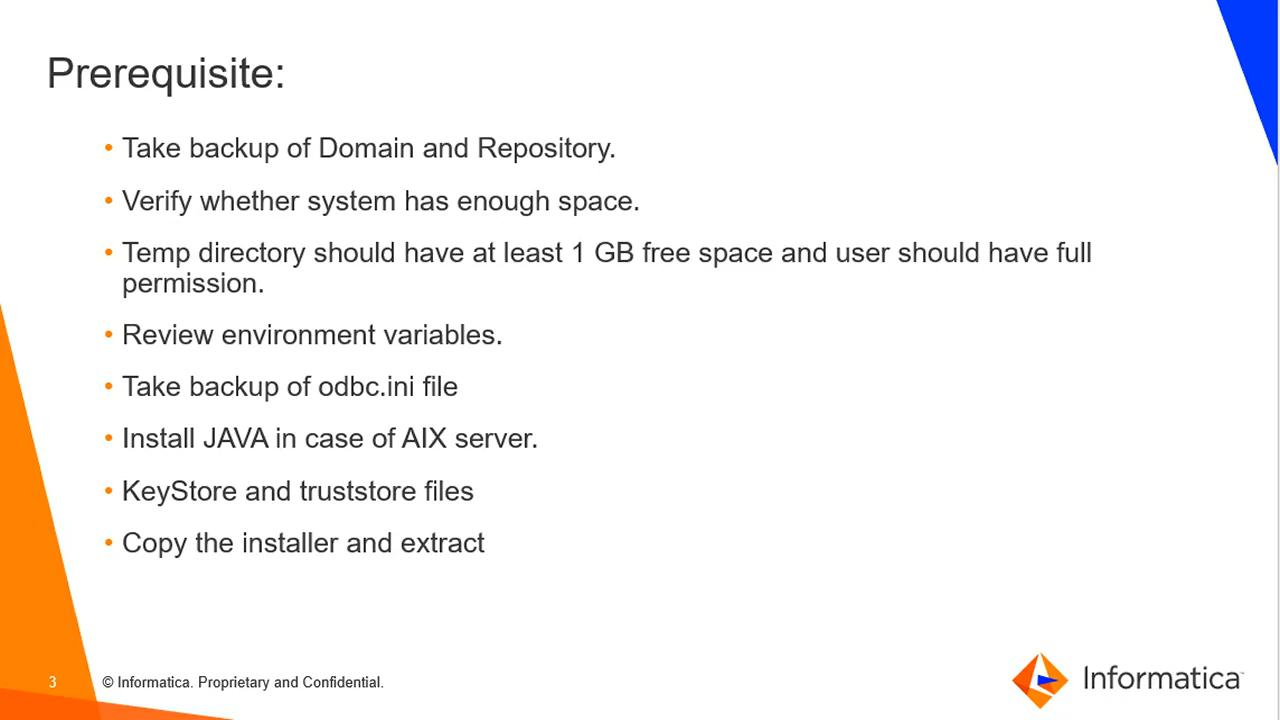 Prerequisite:
• Take backup of Domain and Repository.
• Verify whether system has enough space.
• Temp directory should have at least 1 GB free space and user should have full
permission.
• Review environment variables.
• Take backup of odbc.ini file
• Install JAVA in case of AIX server.
• KeyStore and truststore files
• Copy the installer and extract
3 © Informatica. Proprietary and Confidential.
Informatica